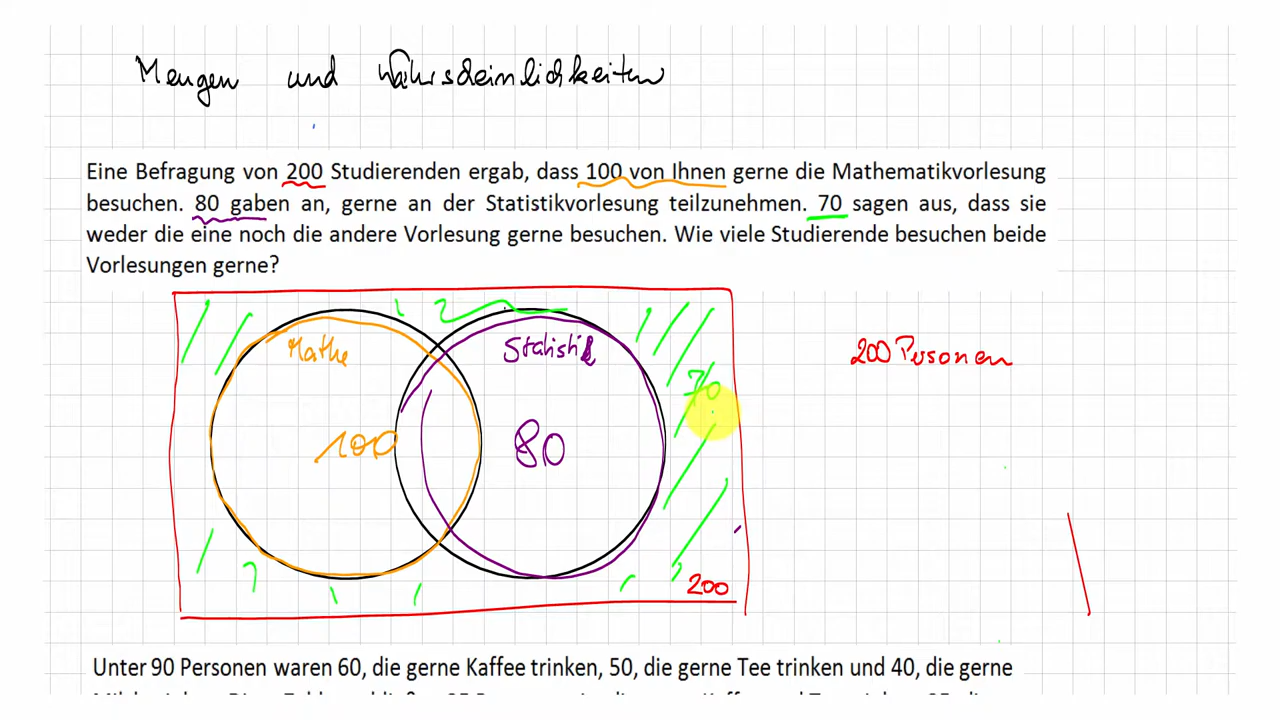 Mengen und Wahrscheinlichkeiten
Eine Befragung von 200 Studierenden ergab, dass 100 von Ihnen gerne die Mathematikvorlesung
besuchen. 80 gaben an, gerne an der Statistikvorlesung teilzunehmen. 70 sagen aus, dass sie
weder die eine noch die andere Vorlesung gerne besuchen. Wie viele Studierende besuchen beide
Vorlesungen gerne?
Mathe
Statistik
200 Personen
70
100
80
200
Unter 90 Personen waren 60, die gerne Kaffee trinken, 50, die gerne Tee trinken und 40, die gerne